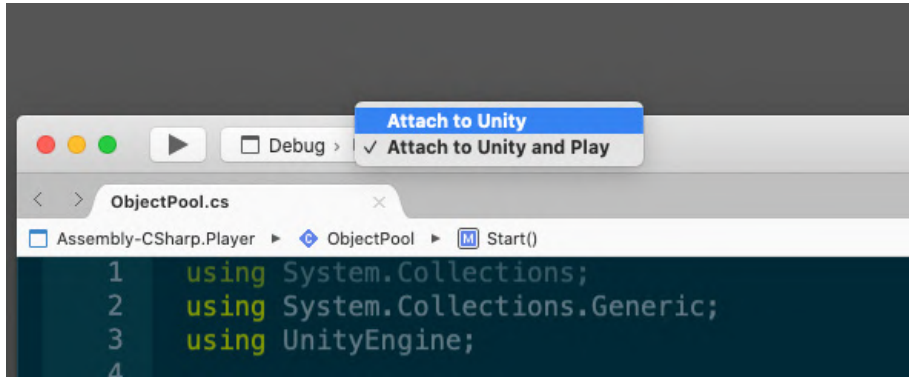 Attach to Unity
Debug › ✓ Attach to Unity and Play
< > ObjectPool.cs ×
Assembly-CSharp.Player ▶ ObjectPool ▶ M Start()
1 using System.Collections;
2 using System.Collections.Generic;
3 using UnityEngine;
4